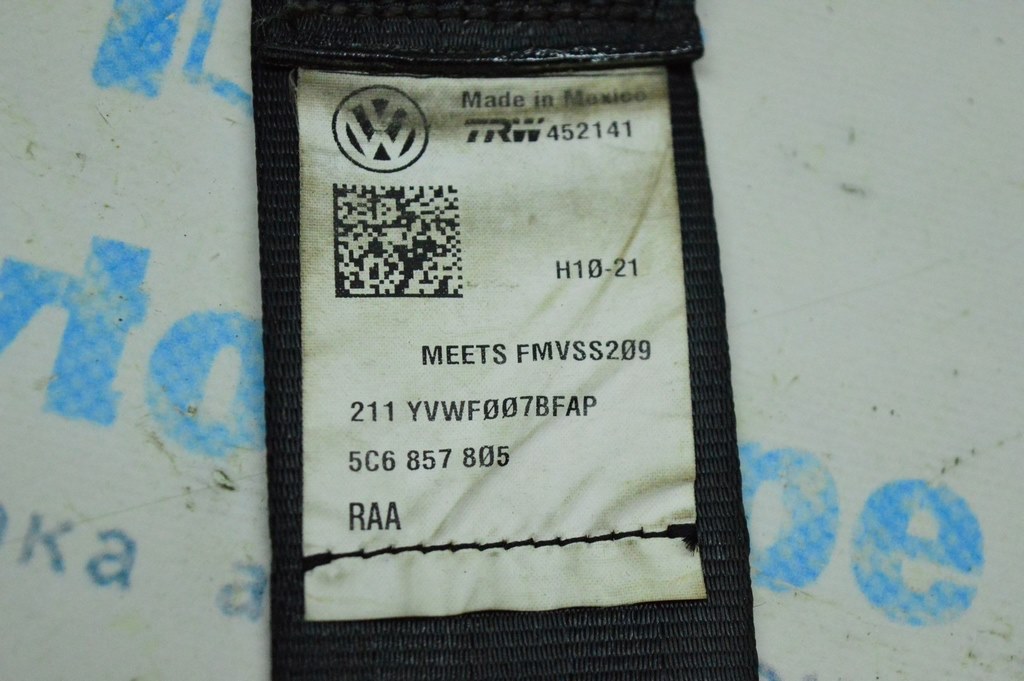 Made in Mexico
TRW 452141
H10-21
MEETS FMVSS209
211 YVWF007BFAP
5C6 857 805
RAA